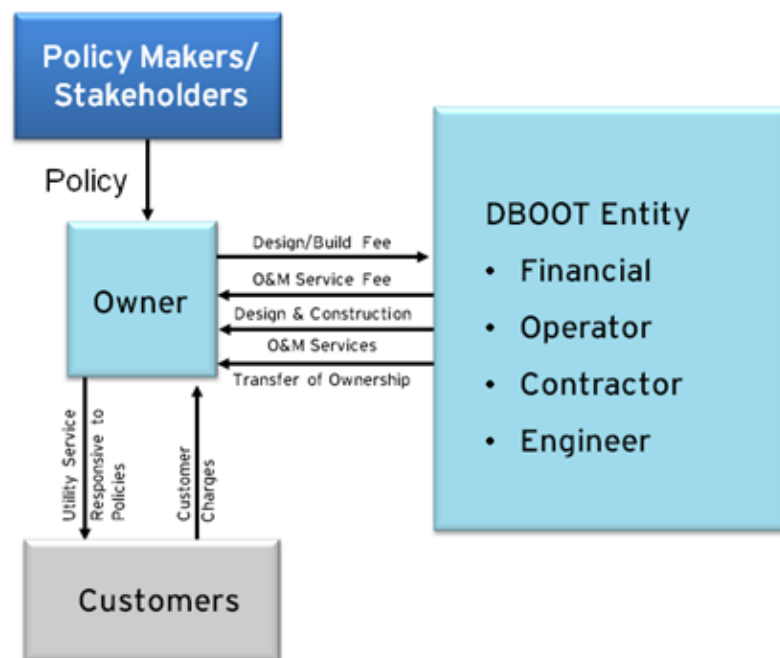 Policy Makers/
Stakeholders
Policy
Owner
Design/Build Fee
O&M Service Fee
Design & Construction
O&M Services
Transfer of Ownership
DBOOT Entity
• Financial
• Operator
• Contractor
• Engineer
Utility Service
Responsive to
Policies
Customer
Charges
Customers